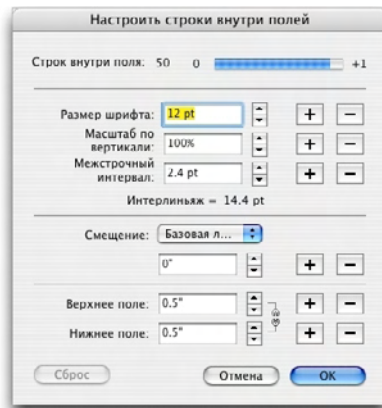 Настроить строки внутри полей
Строк внутри поля: 50 0 +1
Размер шрифта: 12 pt + −
Масштаб по
вертикали: 100% + −
Межстрочный
интервал: 2.4 pt + −
Интерлиньяж = 14.4 pt
Смещение: Базовая л...
0" + −
Верхнее поле: 0.5" + −
Нижнее поле: 0.5" + −
Сброс Отмена OK